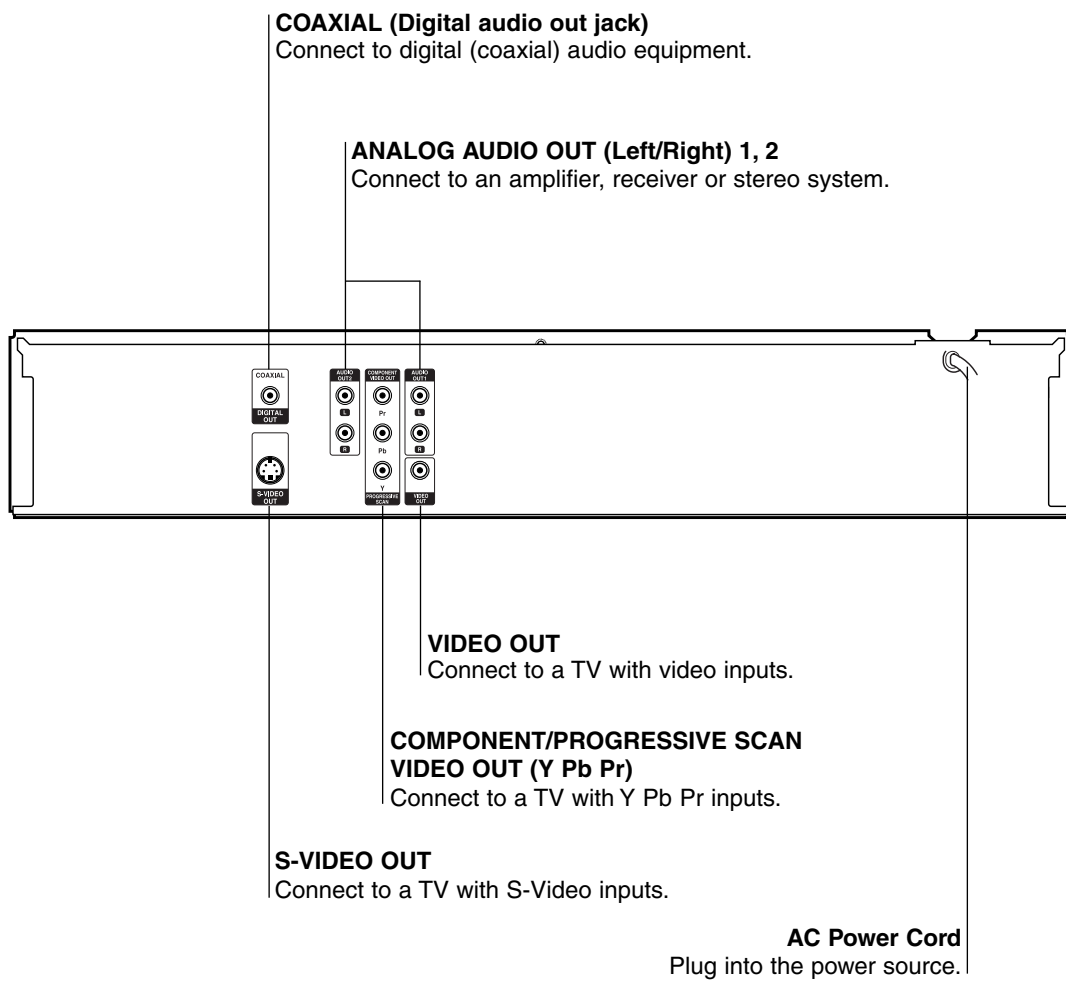 COAXIAL (Digital audio out jack)
Connect to digital (coaxial) audio equipment.
ANALOG AUDIO OUT (Left/Right) 1, 2
Connect to an amplifier, receiver or stereo system.
COAXIAL
DIGITAL
OUT
S-VIDEO
OUT
AUDIO
OUT2
L
R
COMPONENT
VIDEO OUT
Pr
Pb
Y
PROGRESSIVE
SCAN
AUDIO
OUT1
L
R
VIDEO
OUT
VIDEO OUT
Connect to a TV with video inputs.
COMPONENT/PROGRESSIVE SCAN
VIDEO OUT (Y Pb Pr)
Connect to a TV with Y Pb Pr inputs.
S-VIDEO OUT
Connect to a TV with S-Video inputs.
AC Power Cord
Plug into the power source.